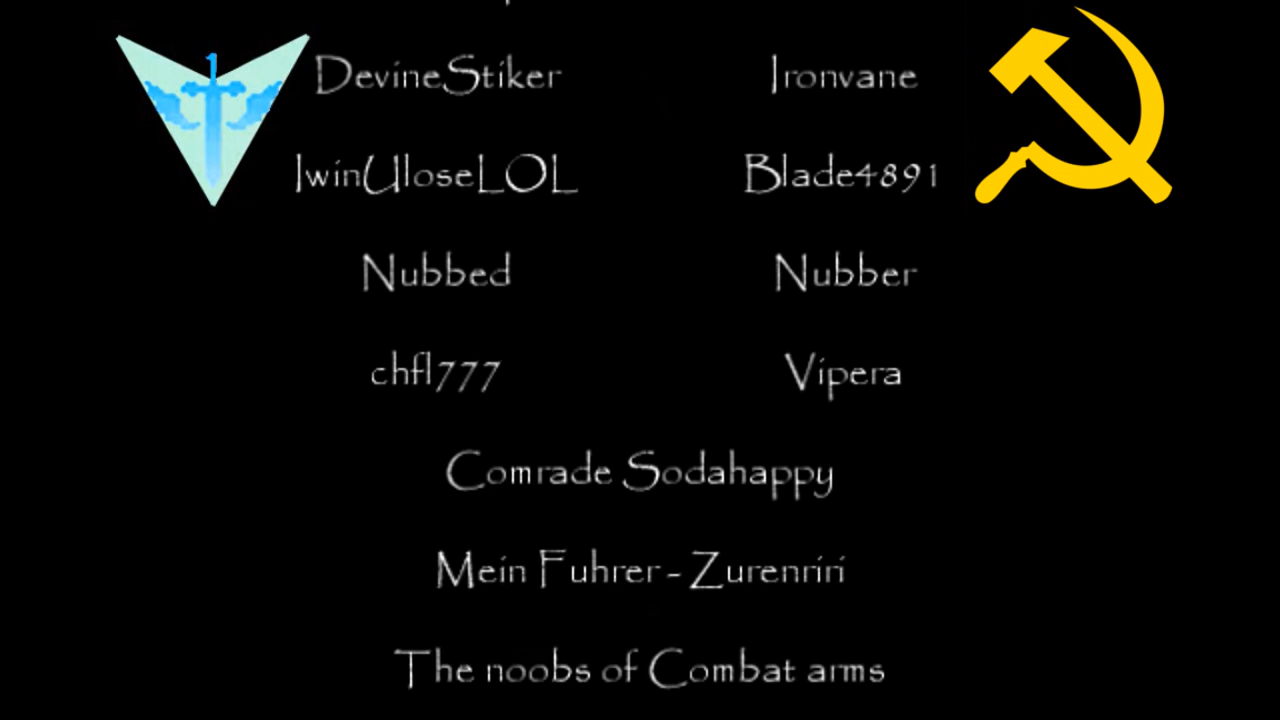 DevineStiker Ironvane
IwinUloseLOL Blade4891
Nubbed Nubber
chfl777 Vipera
Comrade Sodahappy
Mein Fuhrer - Zurenriri
The noobs of Combat arms